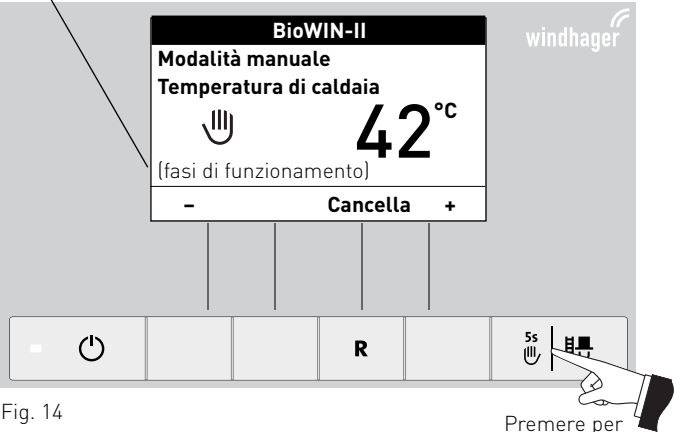 BioWIN-II
windhager
Modalità manuale
Temperatura di caldaia
42 °C
(fasi di funzionamento)
– Cancella +
R
5s
Fig. 14
Premere per